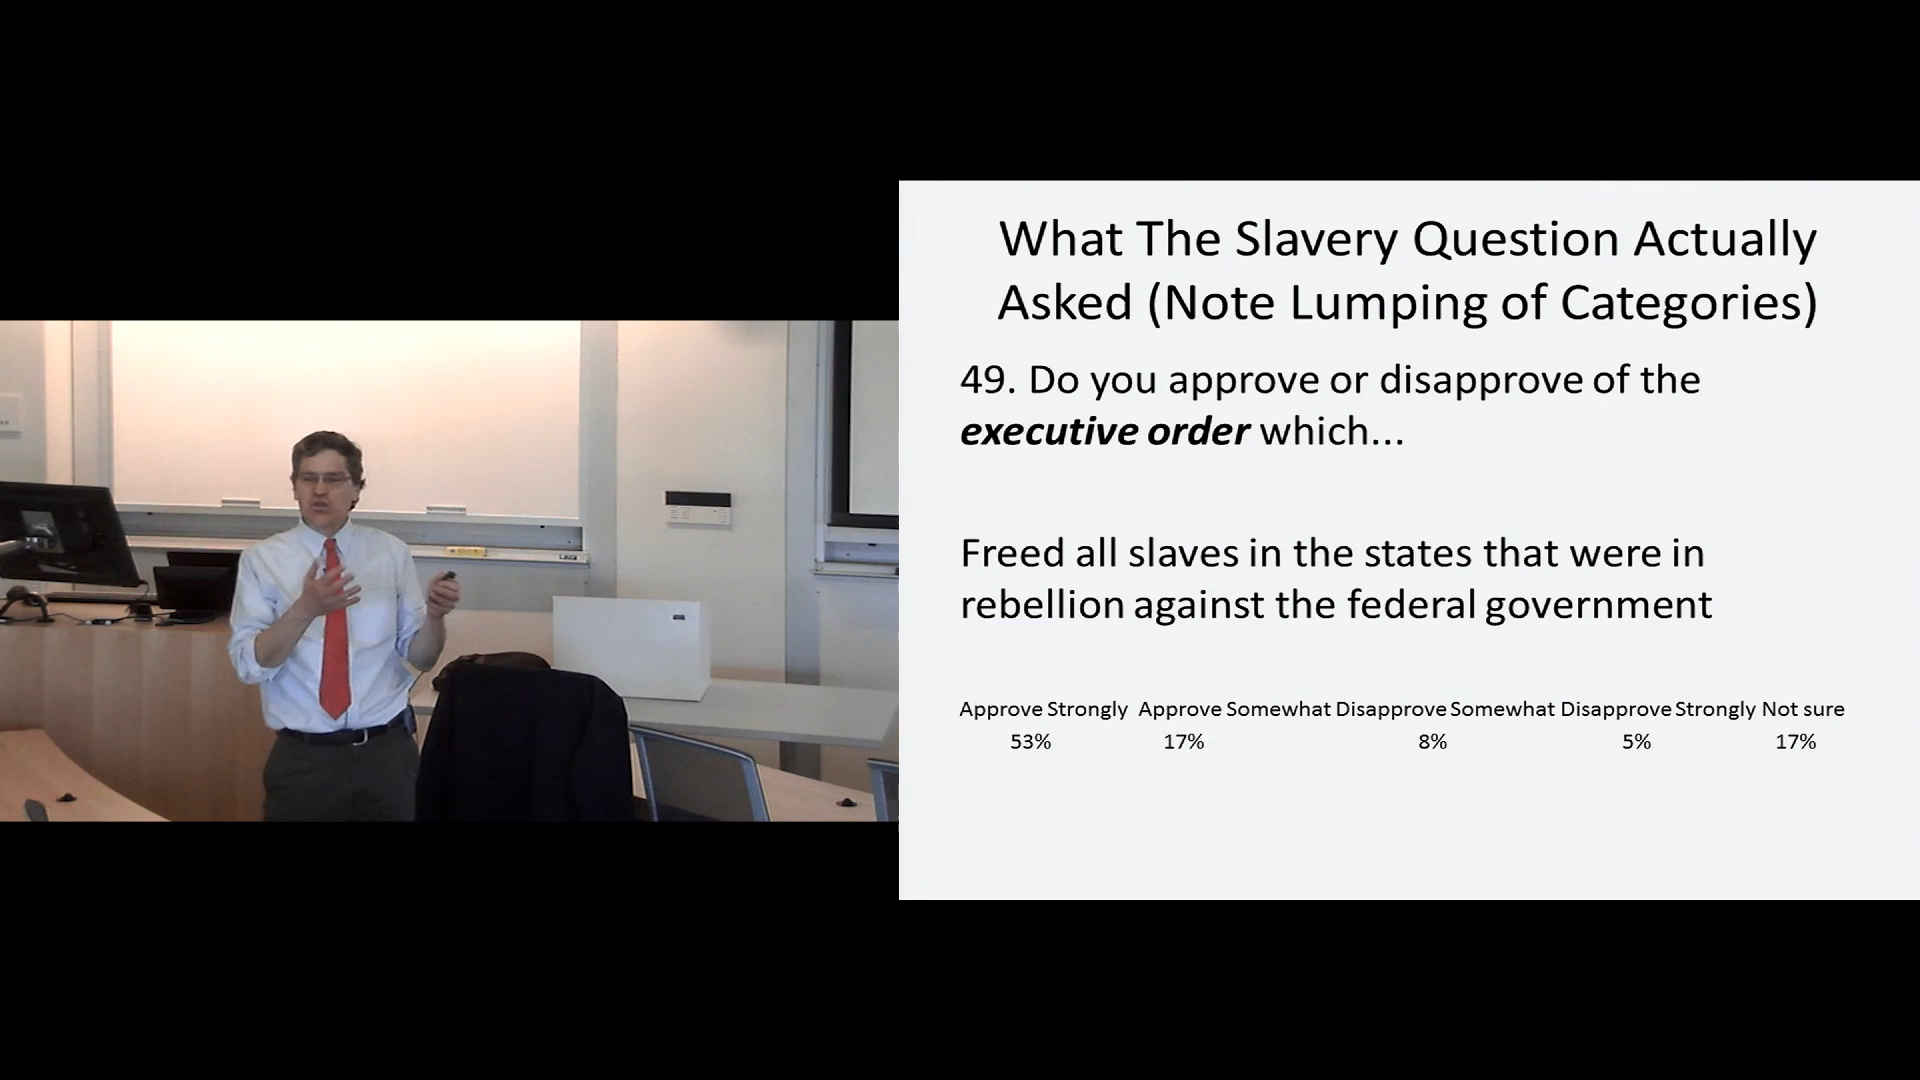 What The Slavery Question Actually
Asked (Note Lumping of Categories)
49. Do you approve or disapprove of the
executive order which...
Freed all slaves in the states that were in
rebellion against the federal government
Approve Strongly Approve Somewhat Disapprove Somewhat Disapprove Strongly Not sure
53% 17% 8% 5% 17%